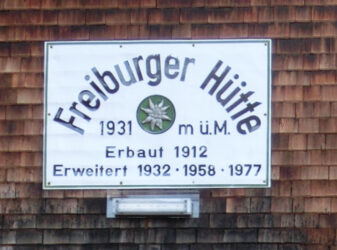 Freiburger Hütte
1931 m ü.M.
Erbaut 1912
Erweitert 1932 · 1958 · 1977